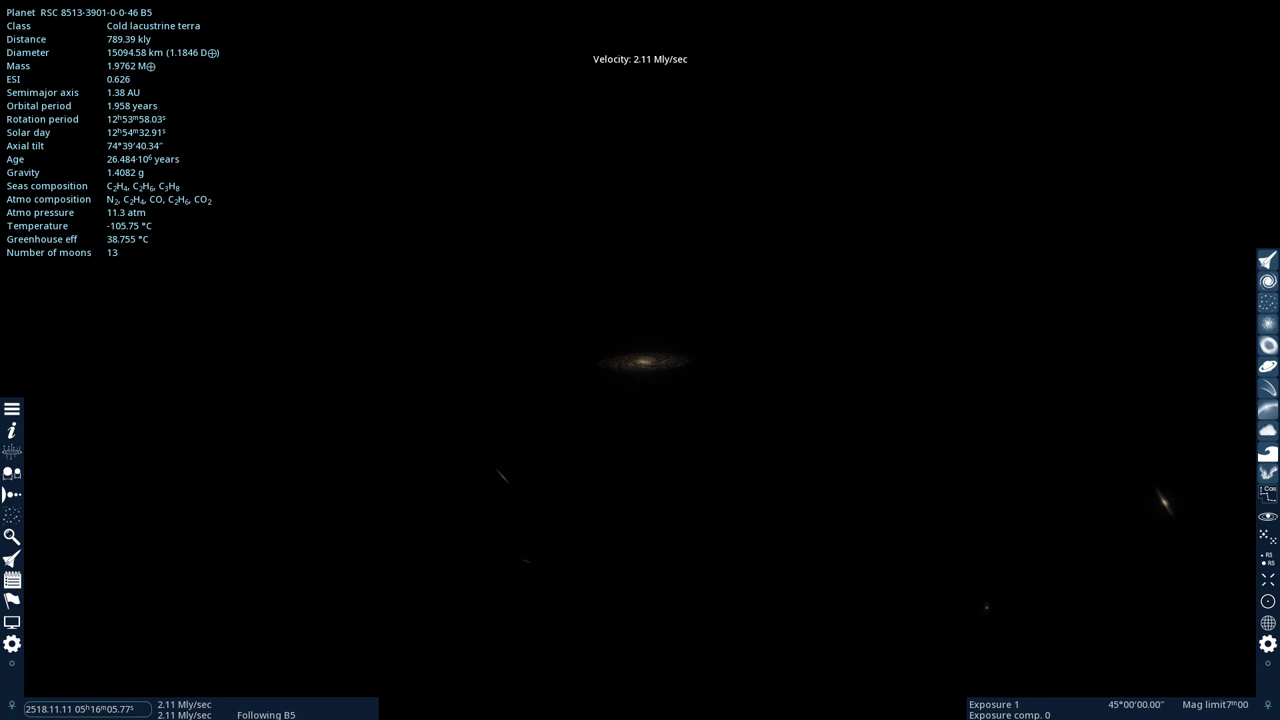 Planet RSC 8513-3901-0-0-46 B5
Class Cold lacustrine terra
Distance 789.39 kly
Diameter 15094.58 km (1.1846 D⊕)
Mass 1.9762 M⊕
ESI 0.626
Semimajor axis 1.38 AU
Orbital period 1.958 years
Rotation period 12ʰ53ᵐ58.03ˢ
Solar day 12ʰ54ᵐ32.91ˢ
Axial tilt 74°39′40.34″
Age 26.484·10⁶ years
Gravity 1.4082 g
Seas composition C₂H₄, C₂H₆, C₃H₈
Atmo composition N₂, C₂H₄, CO, C₂H₆, CO₂
Atmo pressure 11.3 atm
Temperature -105.75 °C
Greenhouse eff 38.755 °C
Number of moons 13
Velocity: 2.11 Mly/sec
Cas
RS
RS
2518.11.11 05ʰ16ᵐ05.77ˢ
2.11 Mly/sec
2.11 Mly/sec Following B5
Exposure 1 45°00′00.00″ Mag limit7ᵐ00
Exposure comp. 0